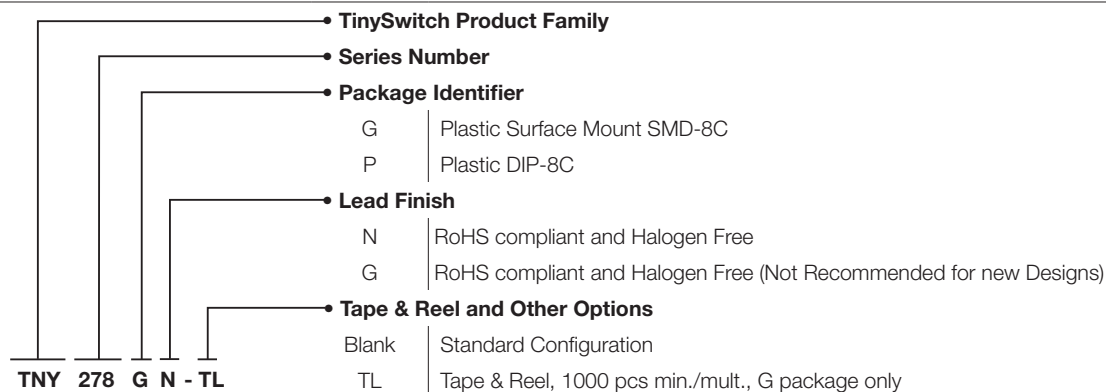 TinySwitch Product Family
Series Number
Package Identifier
G Plastic Surface Mount SMD-8C
P Plastic DIP-8C
Lead Finish
N RoHS compliant and Halogen Free
G RoHS compliant and Halogen Free (Not Recommended for new Designs)
Tape & Reel and Other Options
Blank Standard Configuration
TNY 278 G N - TL TL Tape & Reel, 1000 pcs min./mult., G package only